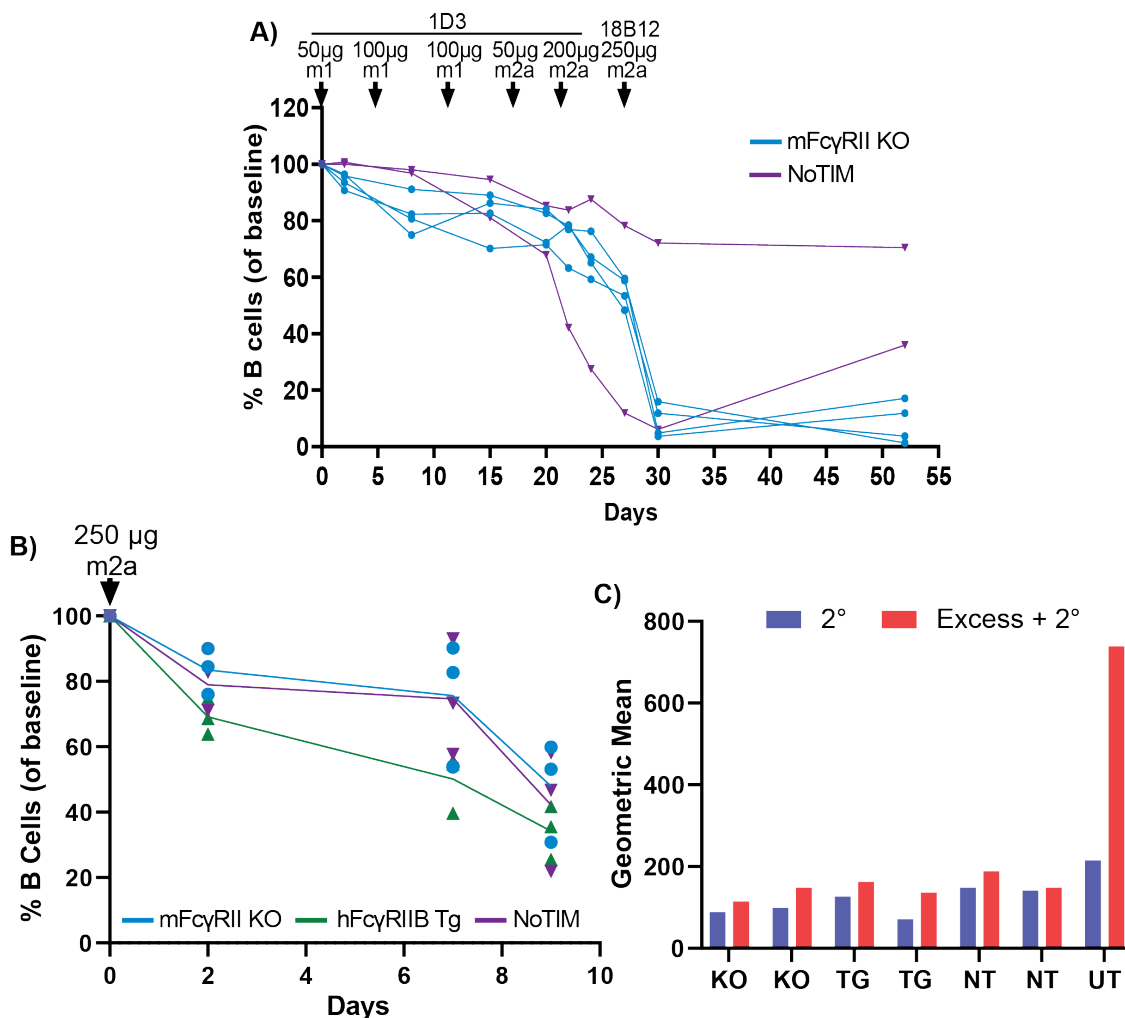 A)
1D3
18B12
50µg 100µg 100µg 50µg 200µg 250µg
m1 m1 m1 m2a m2a m2a
% B cells (of baseline)
120
100
80
60
40
20
0
mFcγRII KO
NoTIM
0 5 10 15 20 25 30 35 40 45 50 55
Days
B)
250 µg
m2a
% B Cells (of baseline)
100
80
60
40
20
0
mFcγRII KO hFcγRIIB Tg NoTIM
0 2 4 6 8 10
Days
C)
2° Excess + 2°
Geometric Mean
800
600
400
200
0
KO KO TG TG NT NT UT